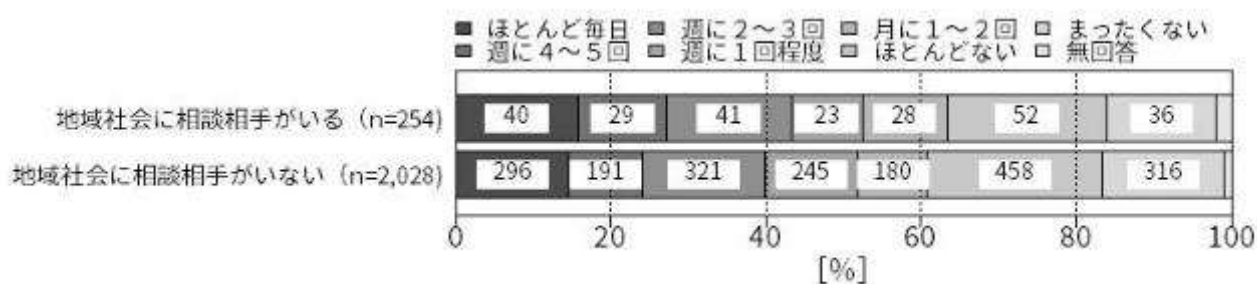 ■ ほとんど毎日 ■ 週に2～3回 ■ 月に1～2回 □ まったくない
■ 週に4～5回 ■ 週に1回程度 ■ ほとんどない □ 無回答
地域社会に相談相手がいる（n=254) 40 29 41 23 28 52 36
地域社会に相談相手がいない（n=2,028) 296 191 321 245 180 458 316
0 20 40 60 80 100
[%]